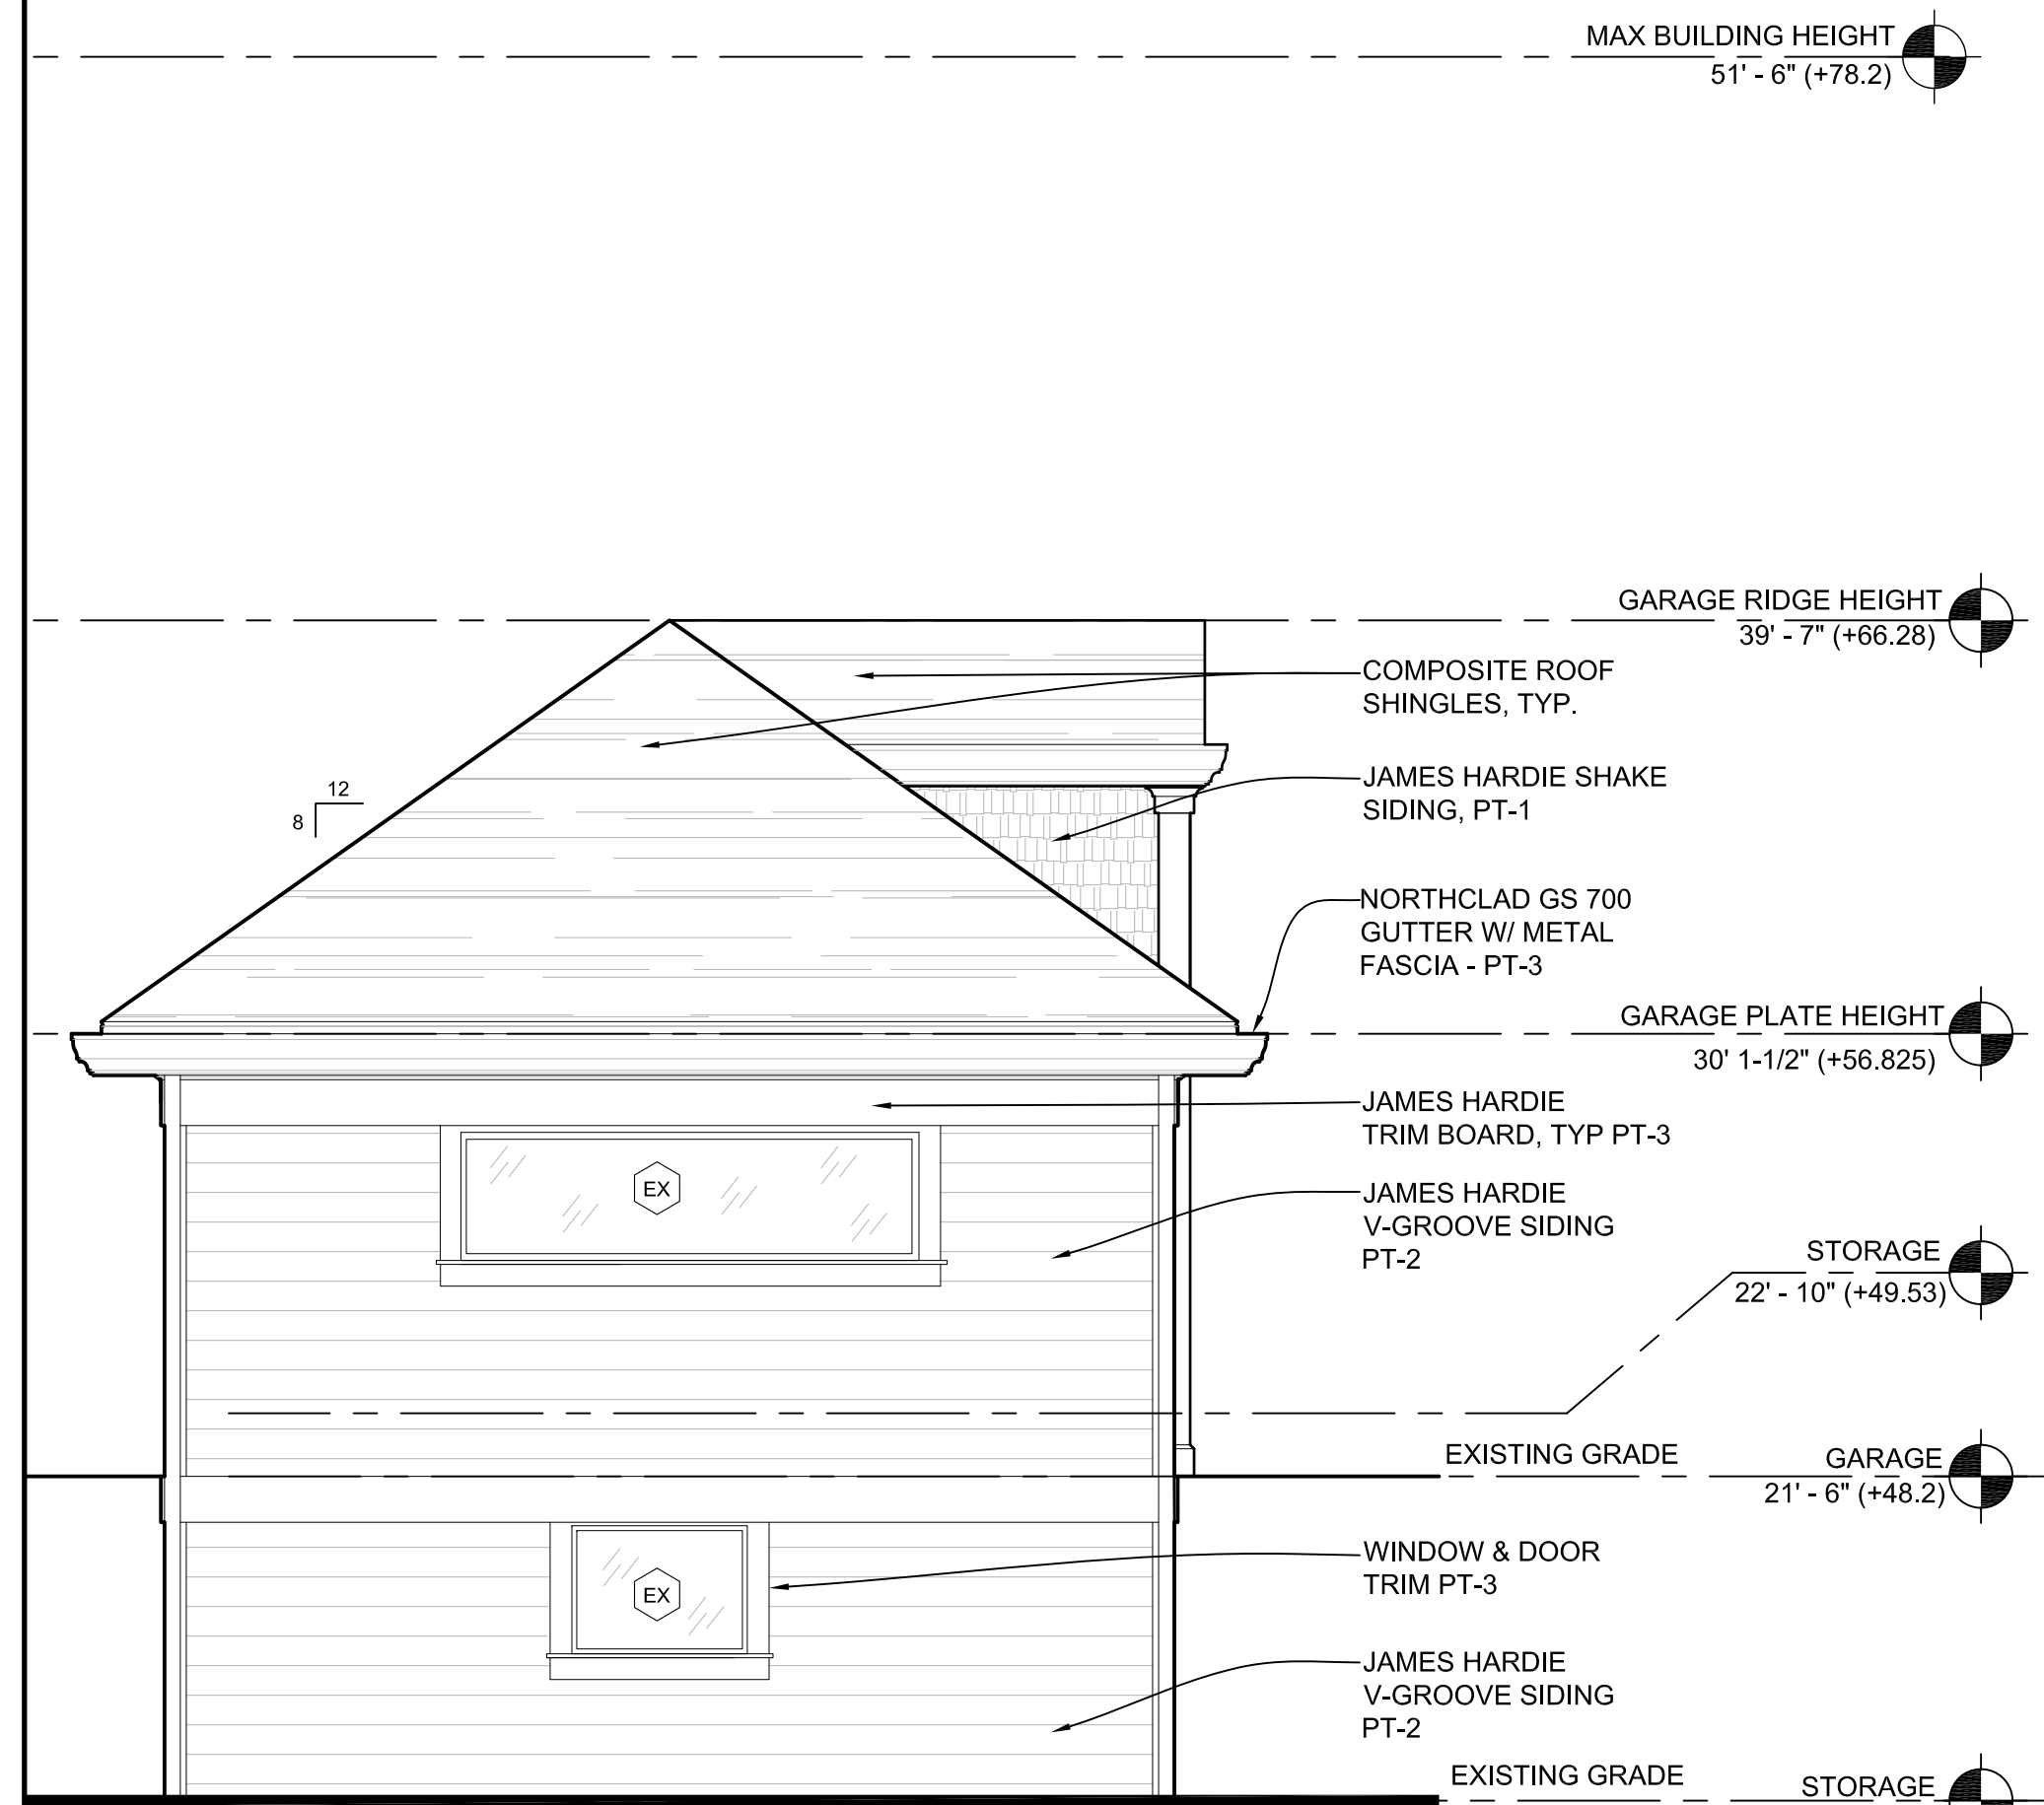 MAX BUILDING HEIGHT
51' - 6" (+78.2)
GARAGE RIDGE HEIGHT
39' - 7" (+66.28)
COMPOSITE ROOF
SHINGLES, TYP.
12
8
JAMES HARDIE SHAKE
SIDING, PT-1
NORTHCLAD GS 700
GUTTER W/ METAL
FASCIA - PT-3
GARAGE PLATE HEIGHT
30' 1-1/2" (+56.825)
JAMES HARDIE
TRIM BOARD, TYP PT-3
EX
JAMES HARDIE
V-GROOVE SIDING
PT-2
STORAGE
22' - 10" (+49.53)
EXISTING GRADE
GARAGE
21' - 6" (+48.2)
WINDOW & DOOR
TRIM PT-3
EX
JAMES HARDIE
V-GROOVE SIDING
PT-2
EXISTING GRADE
STORAGE